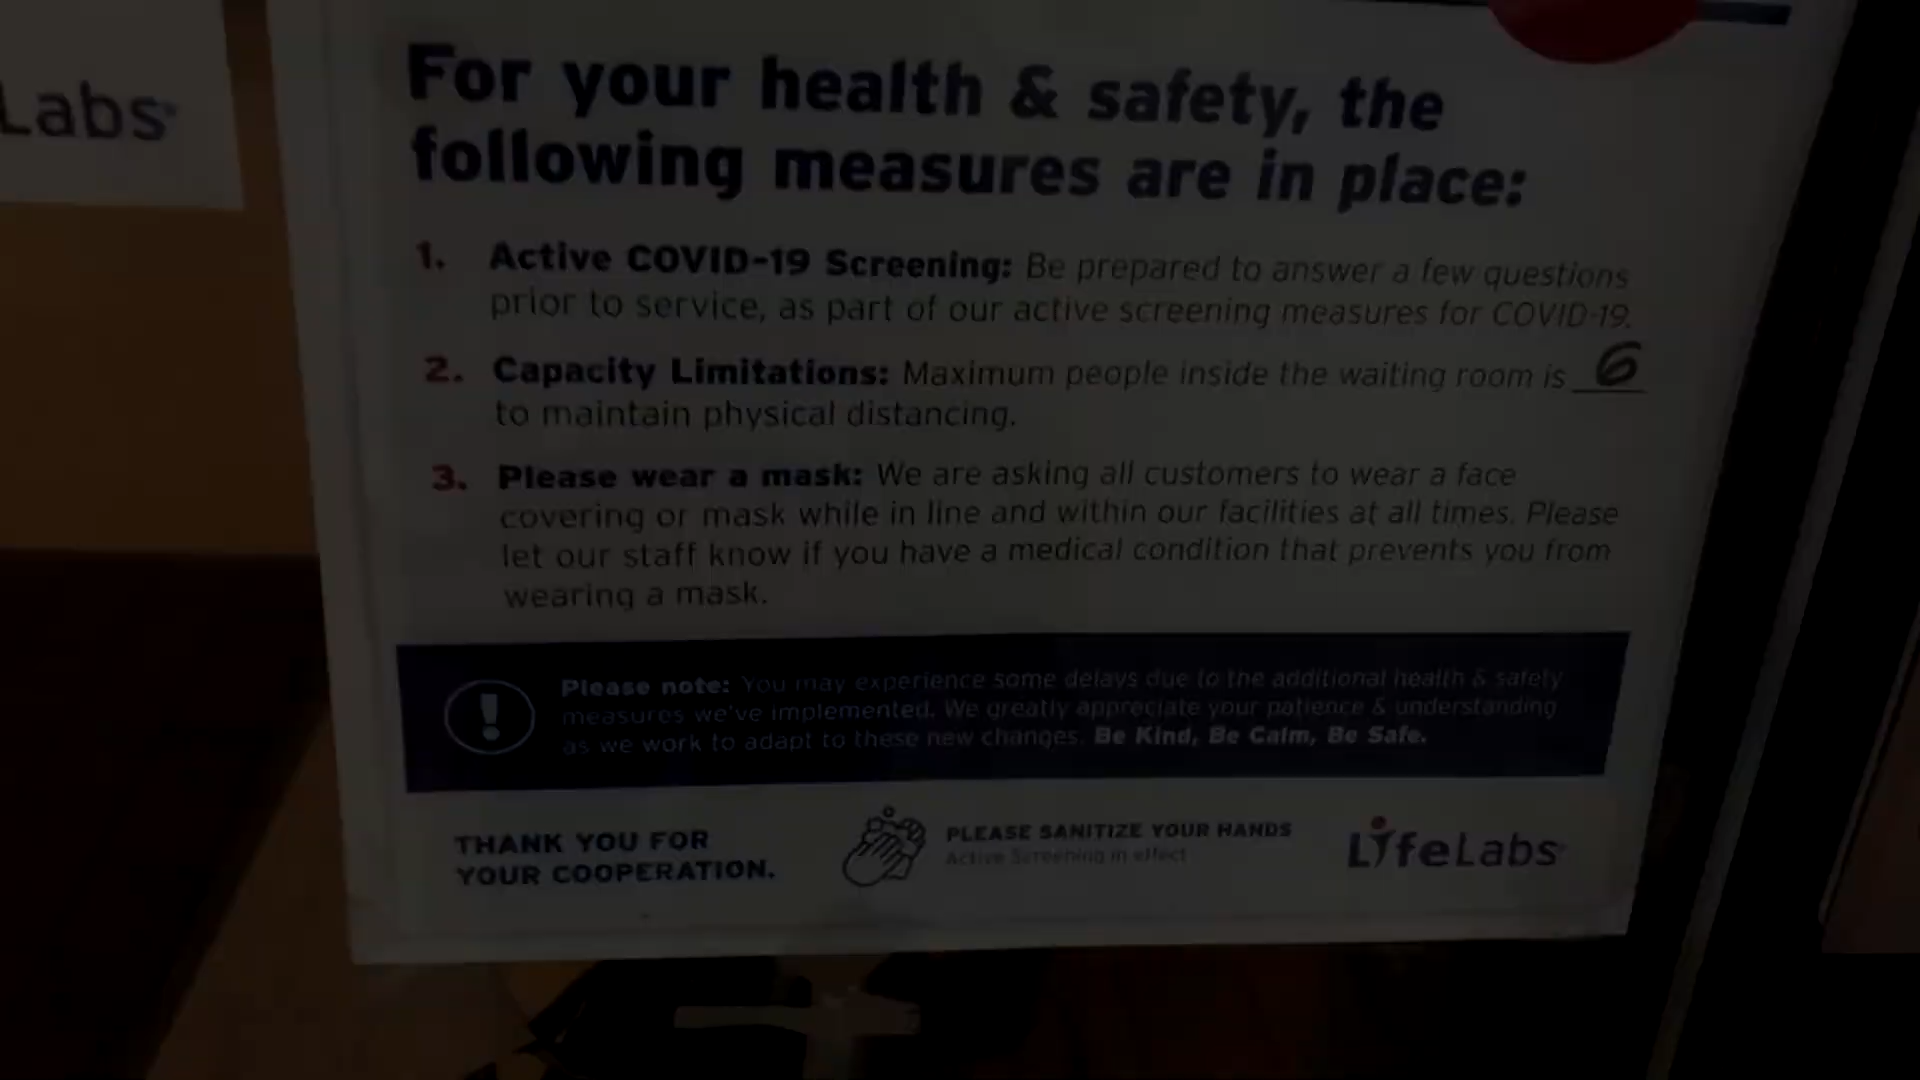 Labs
For your health & safety, the
following measures are in place:
1. Active COVID-19 Screening: Be prepared to answer a few questions
prior to service, as part of our active screening measures for COVID-19.
2. Capacity Limitations: Maximum people inside the waiting room is 6
to maintain physical distancing.
3. Please wear a mask: We are asking all customers to wear a face
covering or mask while in line and within our facilities at all times. Please
let our staff know if you have a medical condition that prevents you from
wearing a mask.
Please note: You may experience some delays due to the additional health & safety
measures we've implemented. We greatly appreciate your patience & understanding
as we work to adapt to these new changes. Be Kind, Be Calm, Be Safe.
THANK YOU FOR
YOUR COOPERATION.
PLEASE SANITIZE YOUR HANDS
Active Screening in effect
LifeLabs